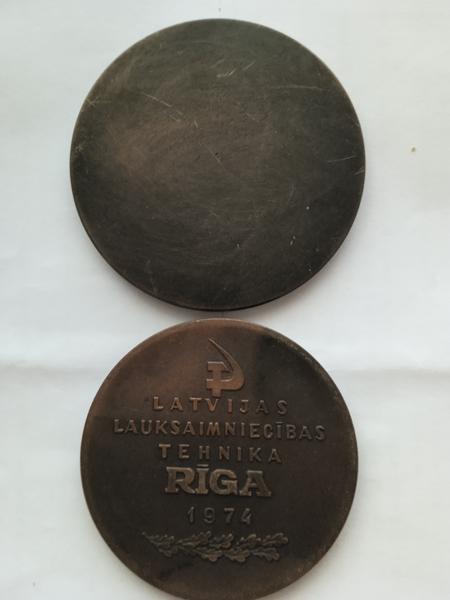 LATVIJAS
LAUKSAIMNIECĪBAS
TEHNIKA
RĪGA
1974